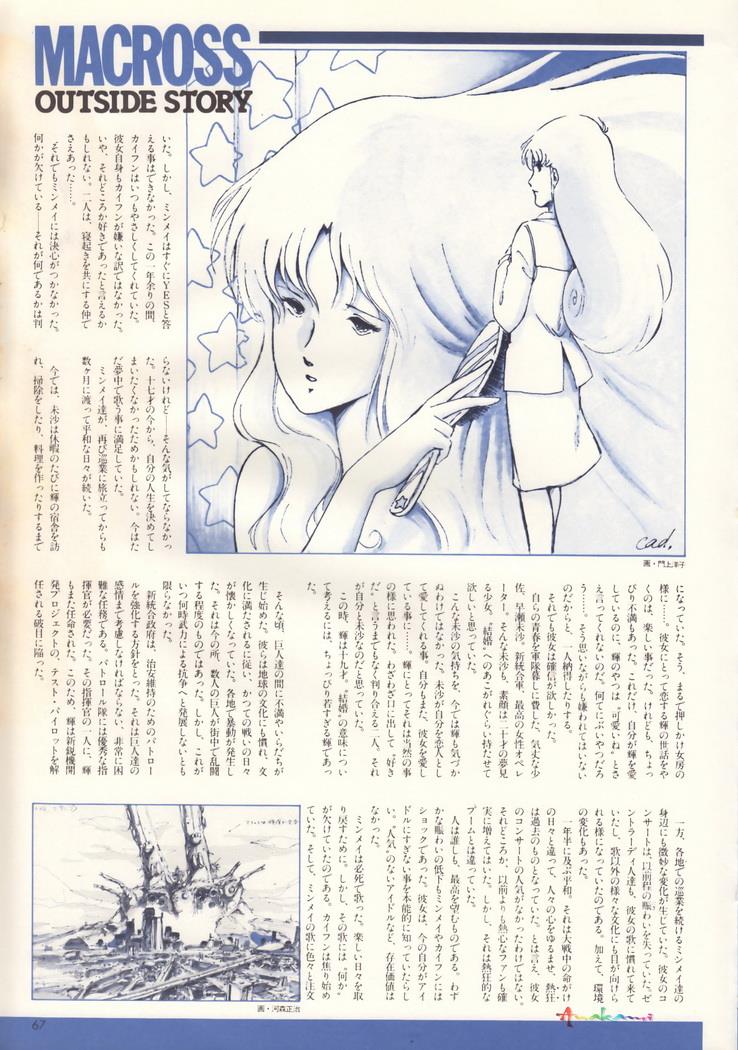 MACROSS
OUTSIDE STORY
いた。しかし、ミンメイはすぐにＹＥＳと答
える事はできなかった。この一年余りの間、
カイフンはいつもやさしくしてくれていた。
彼女自身もカイフンが嫌いな訳ではなかった。
いや、それどころか好きであったと言えるか
もしれない。二人は、寝起きを共にする仲で
さえあった……。
それでもミンメイには決心がつかなかった。
何かが欠けている――それが何であるかは判
らないけれど――そんな気がしてならなかっ
た。十七才の今から、自分の人生を決めてし
まいたくなかったためかもしれない。今はた
だ夢中で歌う事に満足していた。
ミンメイ達が、再び巡業に旅立ってからも
数ヶ月に渡って平和な日々が続いた。
今では、未沙は休暇のたびに輝の宿舎を訪
れ、掃除をしたり、料理を作ったりするまで
cad.
画・門上洋子
になっていた。そう、まるで押しかけ女房の
様に……。彼女にとって恋する輝の世話をや
くのは、楽しい事だった。けれども、ちょっ
ぴり不満もあった。これだけ、自分が輝を愛
しているのに、輝のやつは〝可愛いね〟とさ
え言ってくれないのだ。何てにぶいやつだろ
う……。そう思いながらも嫌われてはいない
のだからと、一人納得したりする。
それでも彼女は確信が欲しかった。
自らの青春を軍隊暮しに費した、気丈な少
佐、早瀬未沙。新統合軍、最高の女性オペレ
ーター。そんな未沙も、素顔は二十才の夢見
る少女。〝結婚〟へのあこがれぐらい持たせて
欲しいと思っていた。
こんな未沙の気持ちを、今では輝も気づか
ぬわけではなかった。未沙が自分を恋人とし
て愛してくれる事。自分もまた、彼女を愛し
ている事……。輝にとってそれは当然の事
の様に思われた。わざわざ口に出して〝好き
だ〟と言うまでもなく判り合える二人、それ
が自分と未沙なのだと思っていた。
この時、輝は十九才。〝結婚〟の意味につい
て考えるには、ちょっぴり若すぎる輝であっ
た。
そんな頃、巨人達の間に不満やいらだちが
生じ始めた。彼らは地球の文化にも慣れ、文
化に満たされるに従い、かつての戦いの日々
が懐かしくなっていた。各地で暴動が発生し
た。それは今の所、数人の巨人が街中で乱闘
する程度のものではあった。しかし、これが
いつ何時武力による抗争へと発展しないとも
限らなかった。
新統合政府は、治安維持のためのパトロー
ルを強化する方針をとった。それは巨人達の
感情まで考慮しなければならない、非常に困
難な任務である。パトロール隊には優秀な指
揮官が必要だった。その指揮官の一人に、輝
もまた任命された。このため、輝は新鋭機開
発プロジェクトの、テスト・パイロットを解
任される破目に陥った。
一方、各地での巡業を続けるミンメイ達の
身辺にも微妙な変化が生じていた。彼女のコ
ンサートは、以前程の賑わいを失っていた。ゼ
ントラーディ人達も、彼女の歌に慣れて来て
いたし、歌以外の様々な文化にも目が向けら
れる様になっていたのである。加えて、環境
の変化もあった。
一年半に及ぶ平和。それは大戦中の命がけ
の日々と違って、人々の心をゆるませ、熱狂
は過去のものとなっていた。とは言え、彼女
のコンサートの人気がなかったわけではない。
それどころか、以前よりも熱心なファンも確
実に増えてはいた。しかし、それは熱狂的な
ブームとは違っていた。
人は誰しも、最高を望むものである。わず
かな賑わいの低下もミンメイやカイフンには
ショックであった。彼女は、今の自分がアイ
ドルにすぎない事を本能的に知っていたらし
い。〝人気〟のないアイドルなど、存在価値は
なかった。
ミンメイは必死で歌った。楽しい日々を取
り戻すために。しかし、その歌には〝何か〟
が欠けていたのである。カイフンは焦り始め
ていた。そして、ミンメイの歌に色々と注文
画・河森正治
Anakami
67